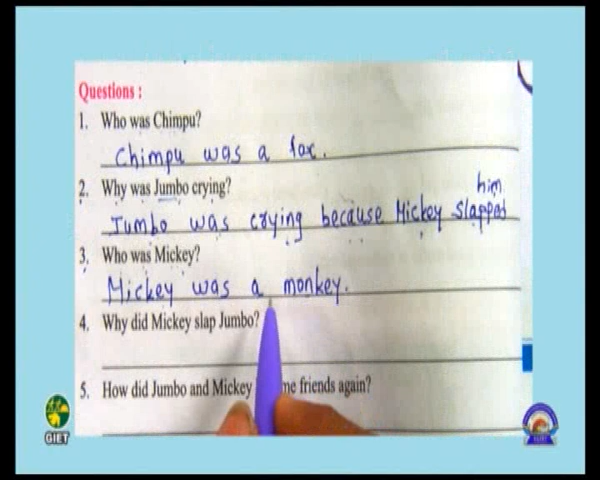 Questions :
1. Who was Chimpu?
Chimpu was a fox.
2. Why was Jumbo crying?
him
Jumbo was crying because Mickey slapped
3. Who was Mickey?
Mickey was a monkey.
4. Why did Mickey slap Jumbo?
5. How did Jumbo and Mickey me friends again?
GIET